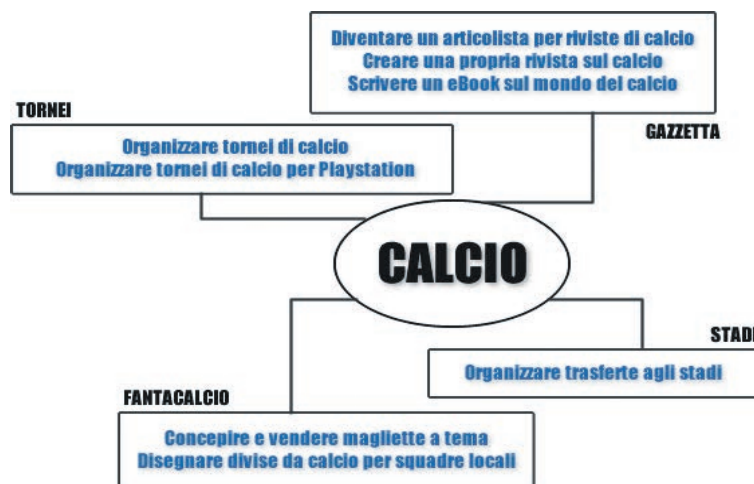 Diventare un articolista per riviste di calcio
Creare una propria rivista sul calcio
Scrivere un eBook sul mondo del calcio
GAZZETTA
TORNEI
Organizzare tornei di calcio
Organizzare tornei di calcio per Playstation
CALCIO
STADI
Organizzare trasferte agli stadi
FANTACALCIO
Concepire e vendere magliette a tema
Disegnare divise da calcio per squadre locali